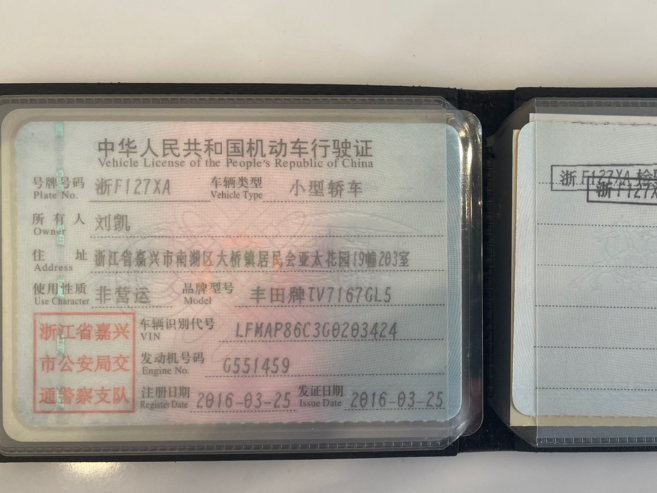 中华人民共和国机动车行驶证
Vehicle License of the People's Republic of China
号牌号码 浙F127XA 车辆类型 小型轿车
Plate No. Vehicle Type
所有人 刘凯
Owner
住址 浙江省嘉兴市南湖区大桥镇居民会亚太花园19幢203室
Address
使用性质 非营运 品牌型号 丰田牌TV7167GL5
Use Character Model
浙江省嘉兴
市公安局交
通警察支队
车辆识别代号 LFMAP86C3G0203424
VIN
发动机号码 G551459
Engine No.
注册日期 2016-03-25 发证日期 2016-03-25
Register Date Issue Date
浙F127XA
浙F127X